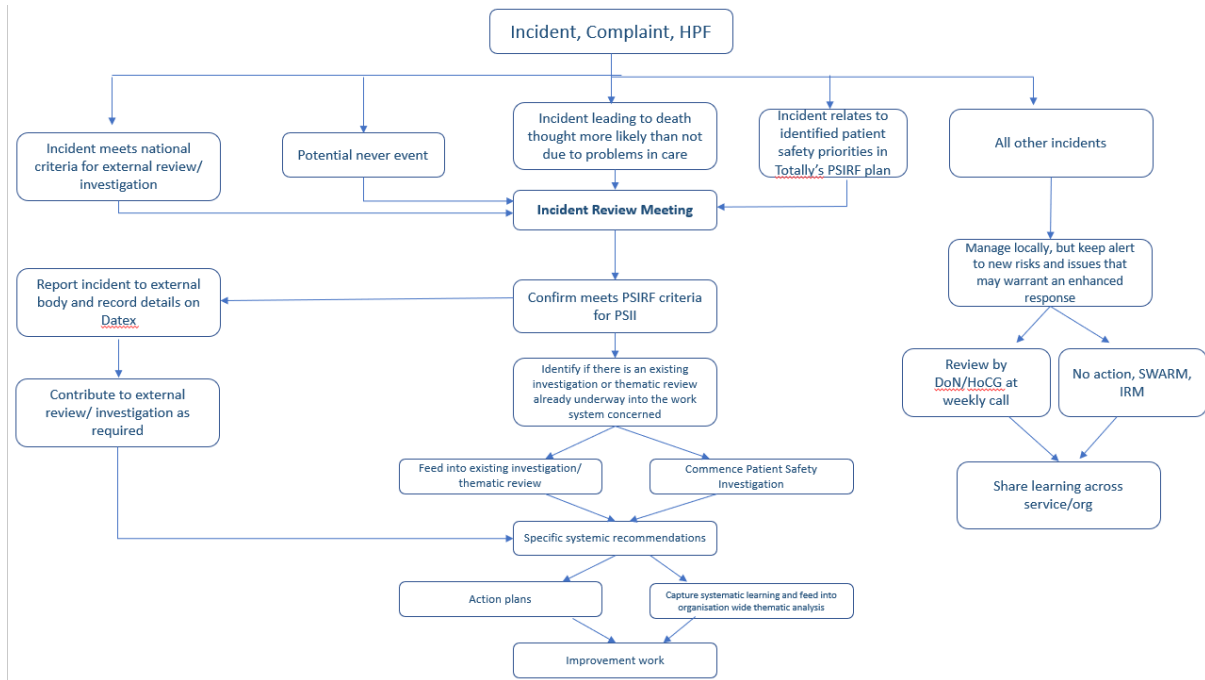 Incident, Complaint, HPF
Incident meets national
criteria for external review/
investigation
Potential never event
Incident leading to death
thought more likely than not
due to problems in care
Incident relates to
identified patient
safety priorities in
Totally's PSIRF plan
All other incidents
Incident Review Meeting
Manage locally, but keep alert
to new risks and issues that
may warrant an enhanced
response
Report incident to external
body and record details on
Datex
Confirm meets PSIRF criteria
for PSII
Review by
DoN/HoCG at
weekly call
No action, SWARM,
IRM
Identify if there is an existing
investigation or thematic review
already underway into the work
system concerned
Contribute to external
review/ investigation as
required
Feed into existing investigation/
thematic review
Commence Patient Safety
Investigation
Share learning across
service/org
Specific systemic recommendations
Action plans
Capture systematic learning and feed into
organisation wide thematic analysis
Improvement work